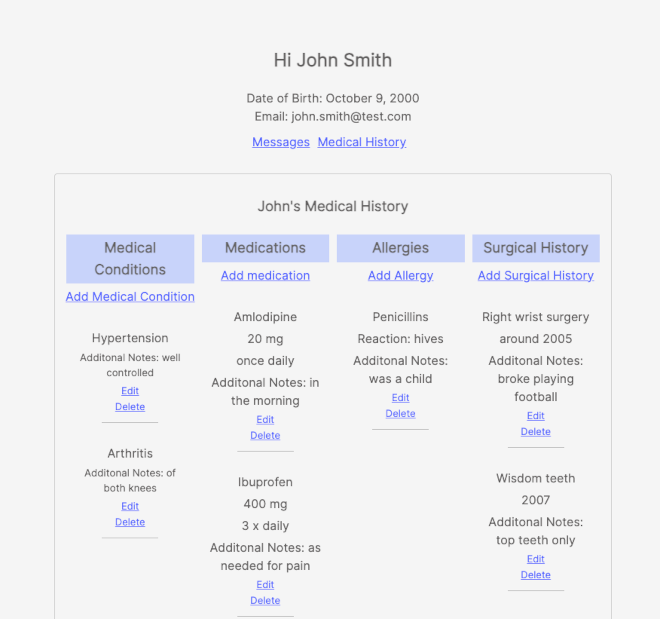 Hi John Smith
Date of Birth: October 9, 2000
Email: john.smith@test.com
Messages Medical History
John's Medical History
Medical
Conditions
Add Medical Condition
Hypertension
Additonal Notes: well
controlled
Edit
Delete
Arthritis
Additonal Notes: of
both knees
Edit
Delete
Medications
Add medication
Amlodipine
20 mg
once daily
Additonal Notes: in
the morning
Edit
Delete
Ibuprofen
400 mg
3 x daily
Additonal Notes: as
needed for pain
Edit
Delete
Allergies
Add Allergy
Penicillins
Reaction: hives
Additonal Notes:
was a child
Edit
Delete
Surgical History
Add Surgical History
Right wrist surgery
around 2005
Additonal Notes:
broke playing
football
Edit
Delete
Wisdom teeth
2007
Additonal Notes:
top teeth only
Edit
Delete